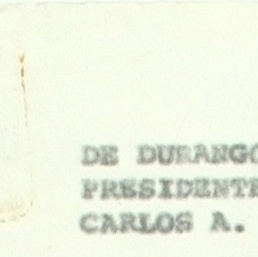 DE DURANGO
PRESIDENTE
CARLOS A.